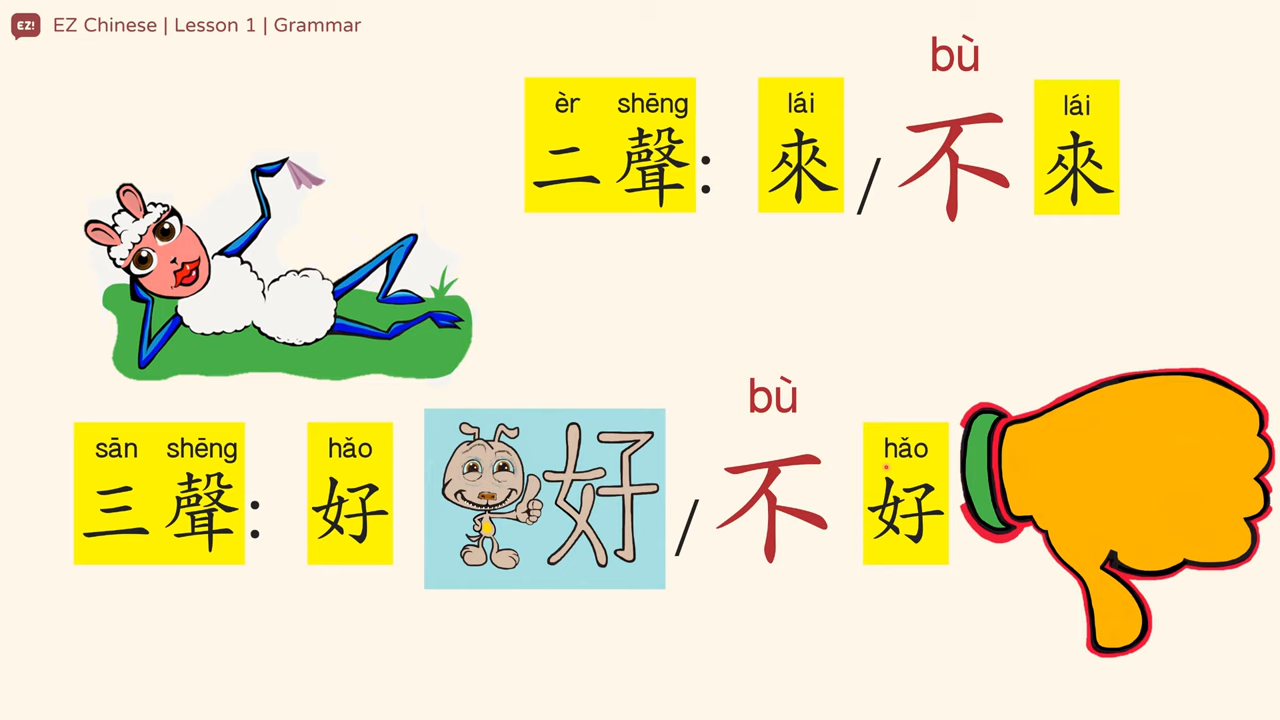 EZ! EZ Chinese | Lesson 1 | Grammar
bù
èr shēng lái lái
二聲：來 / 不來
bù
sān shēng hǎo hǎo
三聲：好 好 / 不好